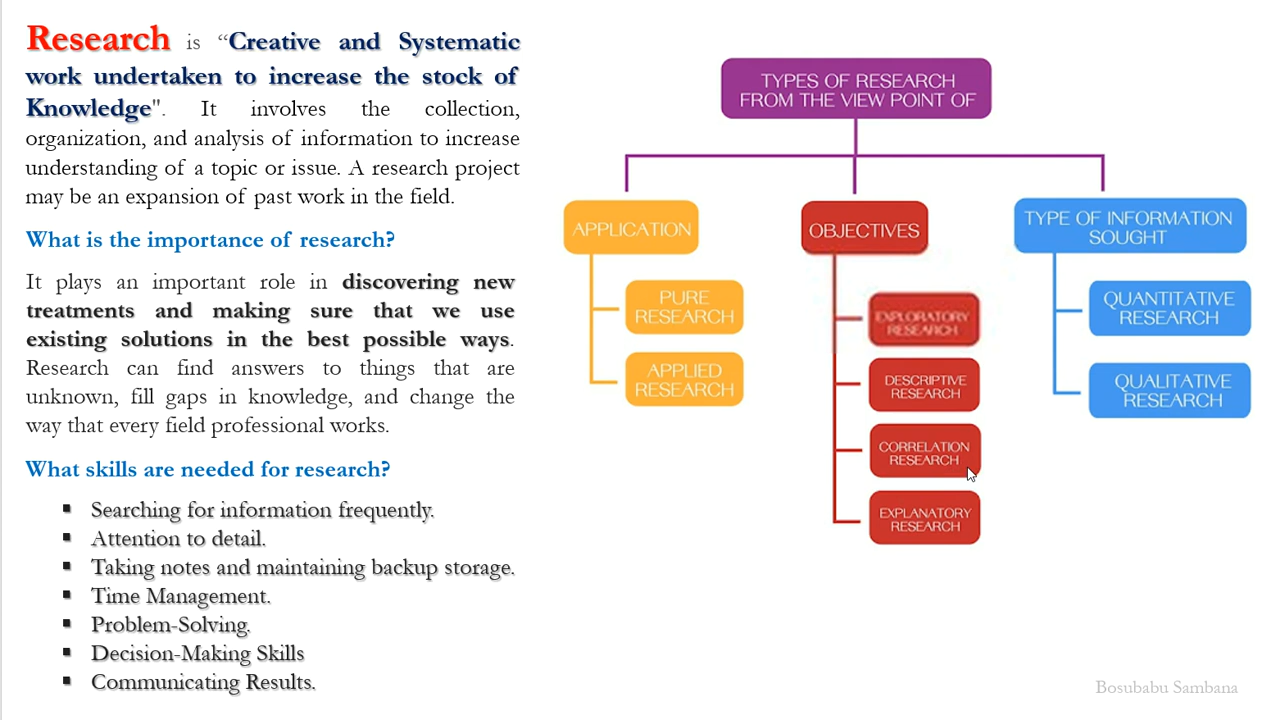 Research is “Creative and Systematic
work undertaken to increase the stock of
Knowledge". It involves the collection,
organization, and analysis of information to increase
understanding of a topic or issue. A research project
may be an expansion of past work in the field.
What is the importance of research?
It plays an important role in discovering new
treatments and making sure that we use
existing solutions in the best possible ways.
Research can find answers to things that are
unknown, fill gaps in knowledge, and change the
way that every field professional works.
What skills are needed for research?
▪ Searching for information frequently.
▪ Attention to detail.
▪ Taking notes and maintaining backup storage.
▪ Time Management.
▪ Problem-Solving.
▪ Decision-Making Skills
▪ Communicating Results.
TYPES OF RESEARCH
FROM THE VIEW POINT OF
APPLICATION
PURE
RESEARCH
APPLIED
RESEARCH
OBJECTIVES
EXPLORATORY
RESEARCH
DESCRIPTIVE
RESEARCH
CORRELATION
RESEARCH
EXPLANATORY
RESEARCH
TYPE OF INFORMATION
SOUGHT
QUANTITATIVE
RESEARCH
QUALITATIVE
RESEARCH
Bosubabu Sambana